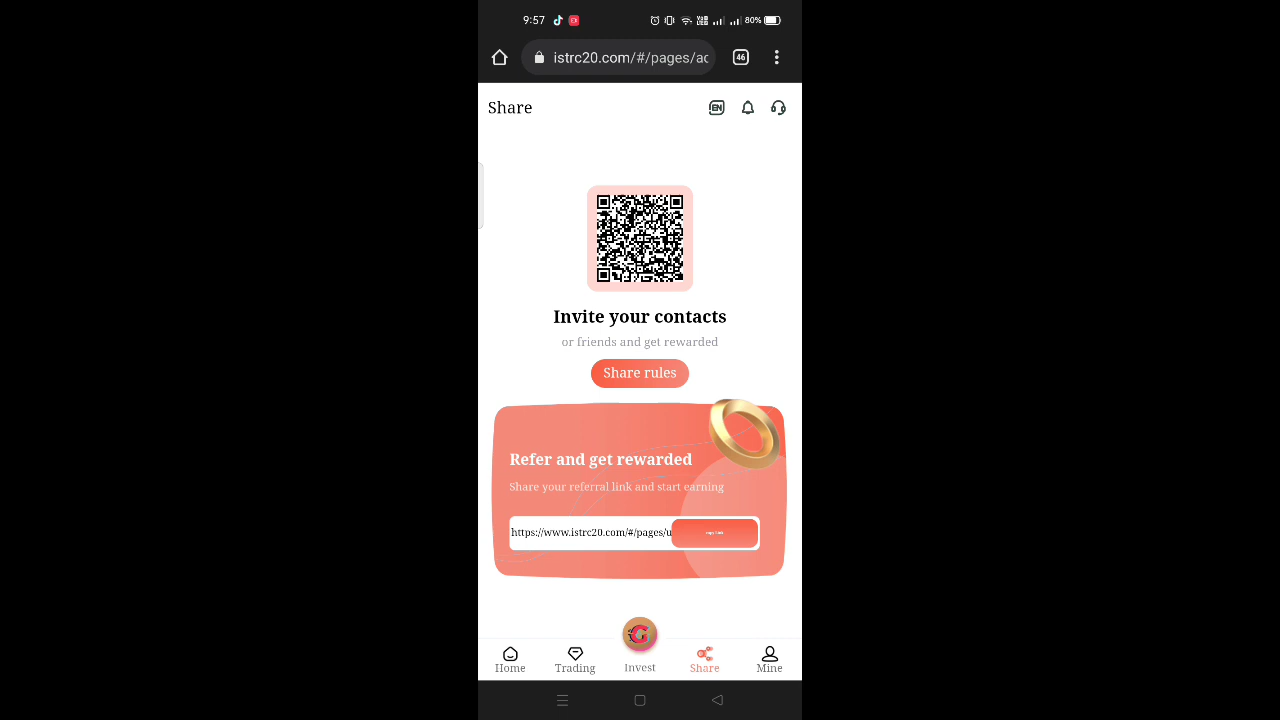 9:57
80%
istrc20.com/#/pages/ac
46
Share
EN
Invite your contacts
or friends and get rewarded
Share rules
Refer and get rewarded
Share your referral link and start earning
https://www.istrc20.com/#/pages/u
copy link
Home
Trading
Invest
Share
Mine